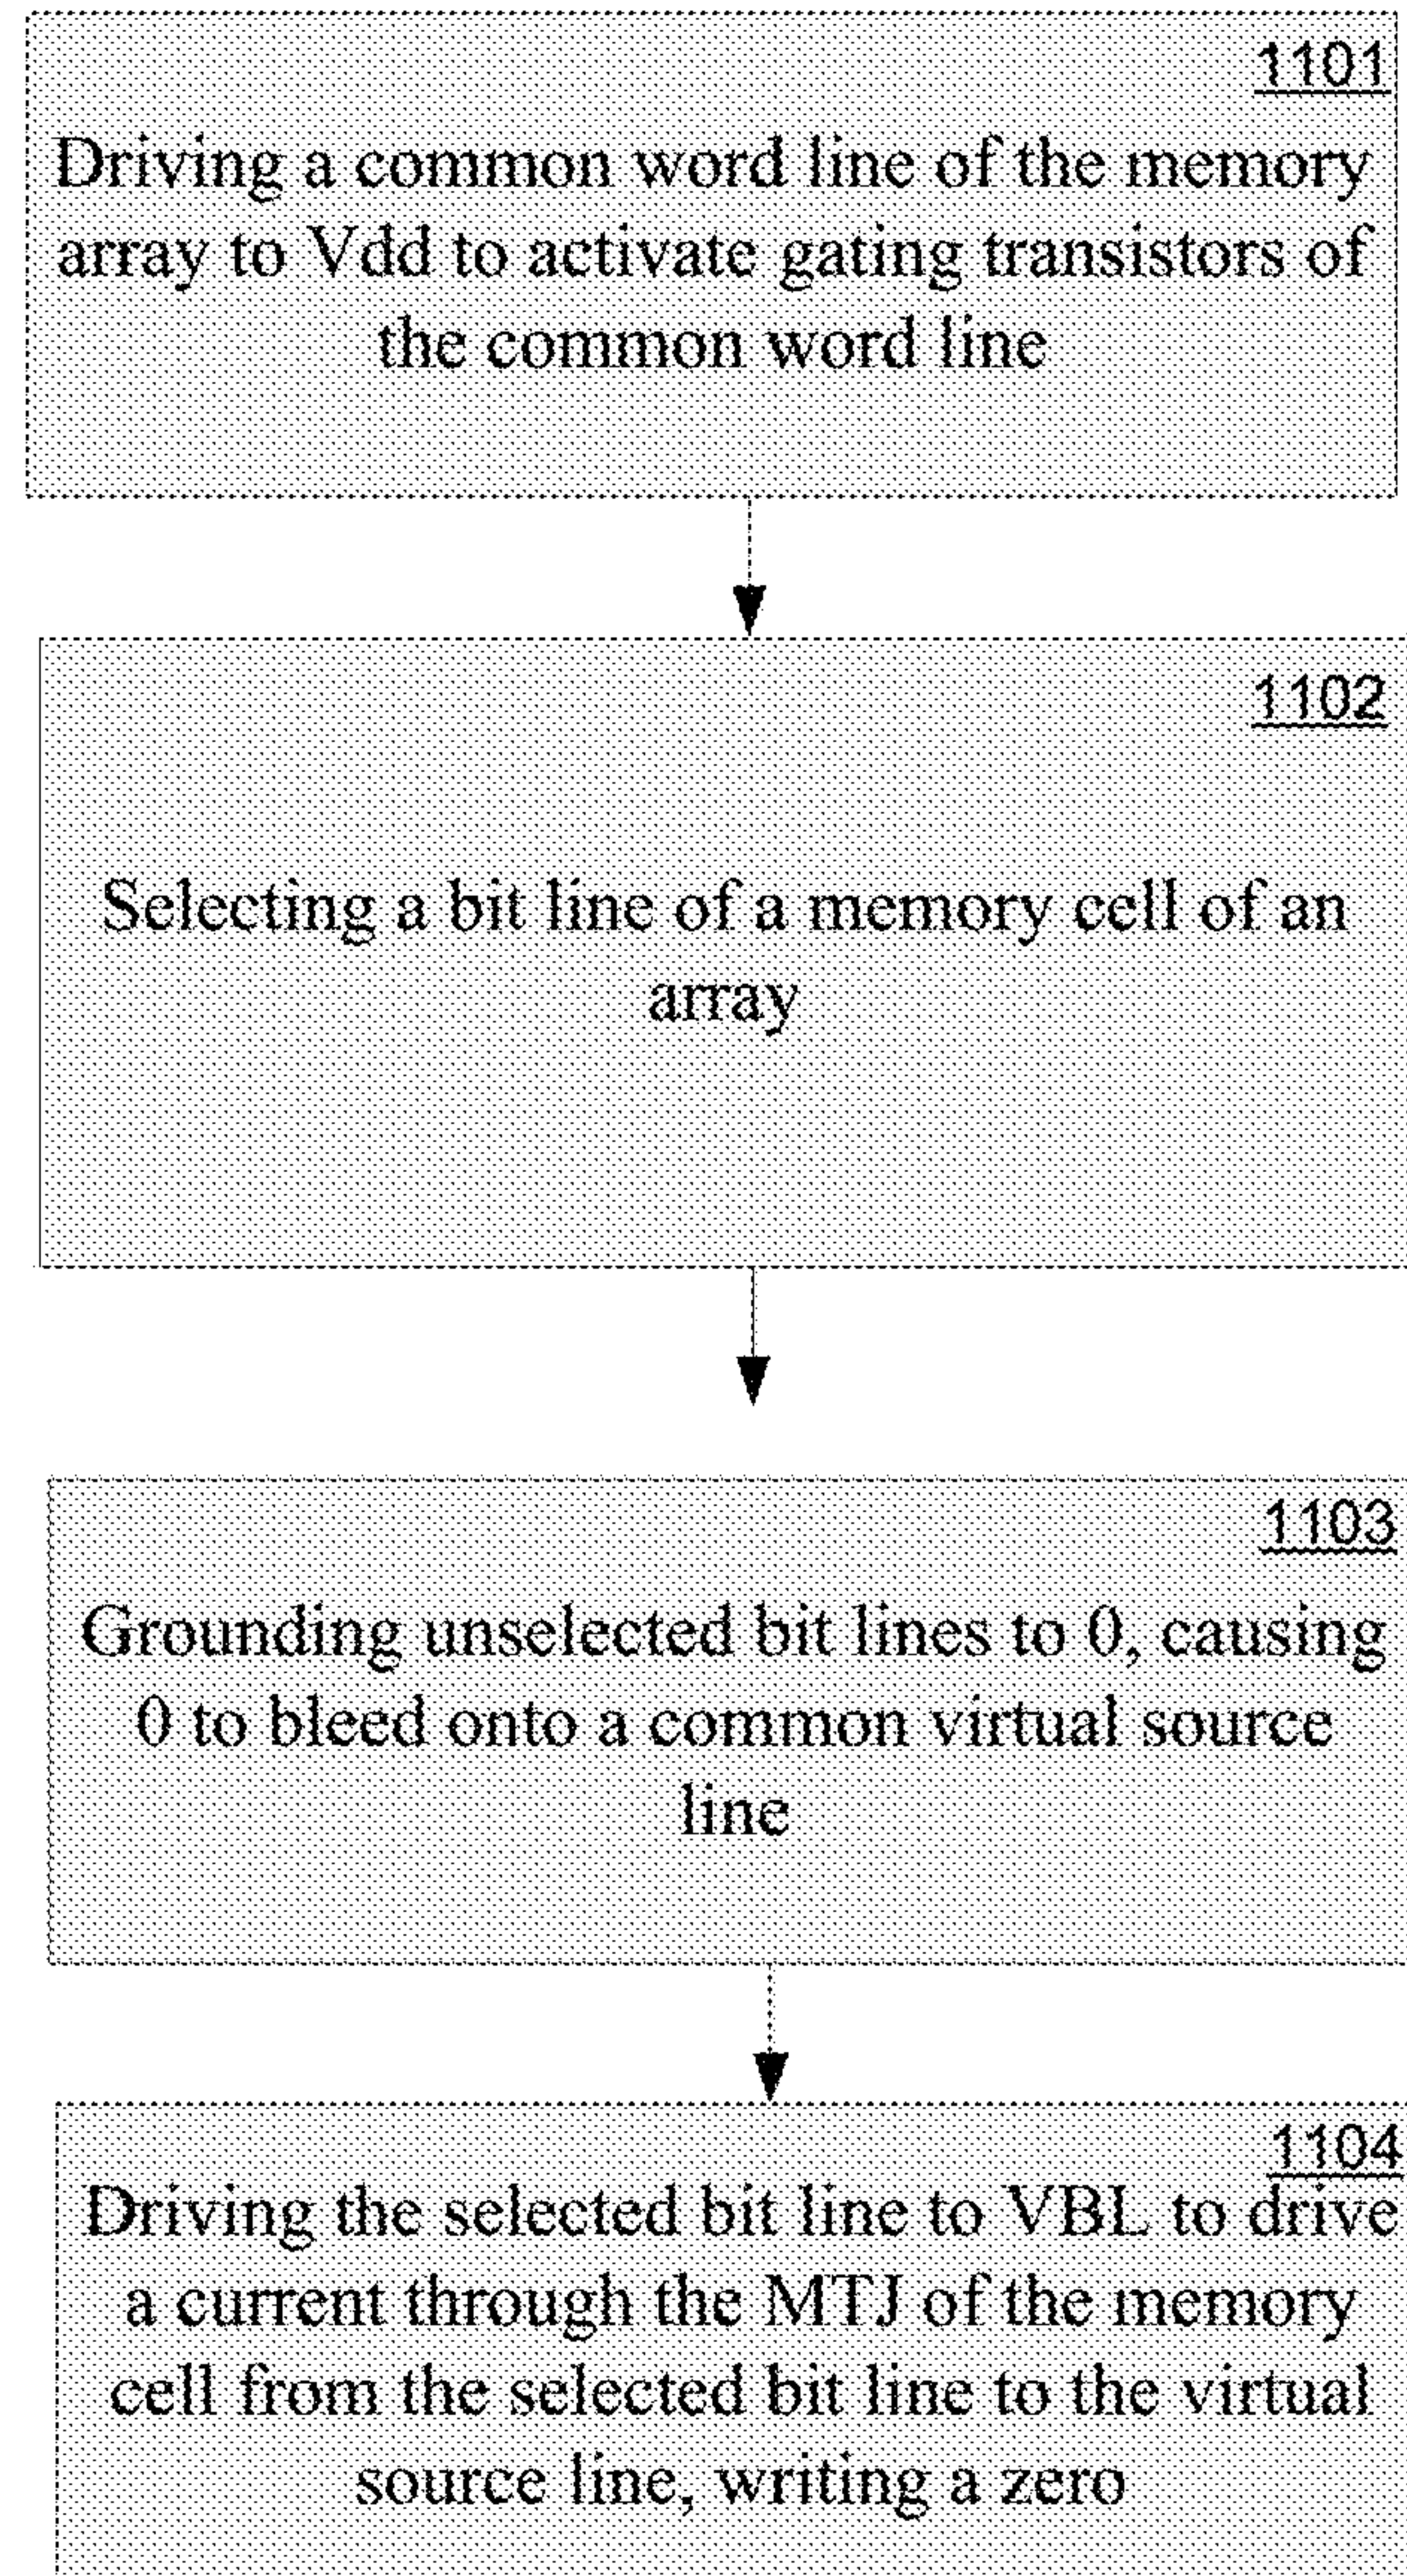 1101
Driving a common word line of the memory
array to Vdd to activate gating transistors of
the common word line
1102
Selecting a bit line of a memory cell of an
array
1103
Grounding unselected bit lines to 0, causing
0 to bleed onto a common virtual source
line
1104
Driving the selected bit line to VBL to drive
a current through the MTJ of the memory
cell from the selected bit line to the virtual
source line, writing a zero